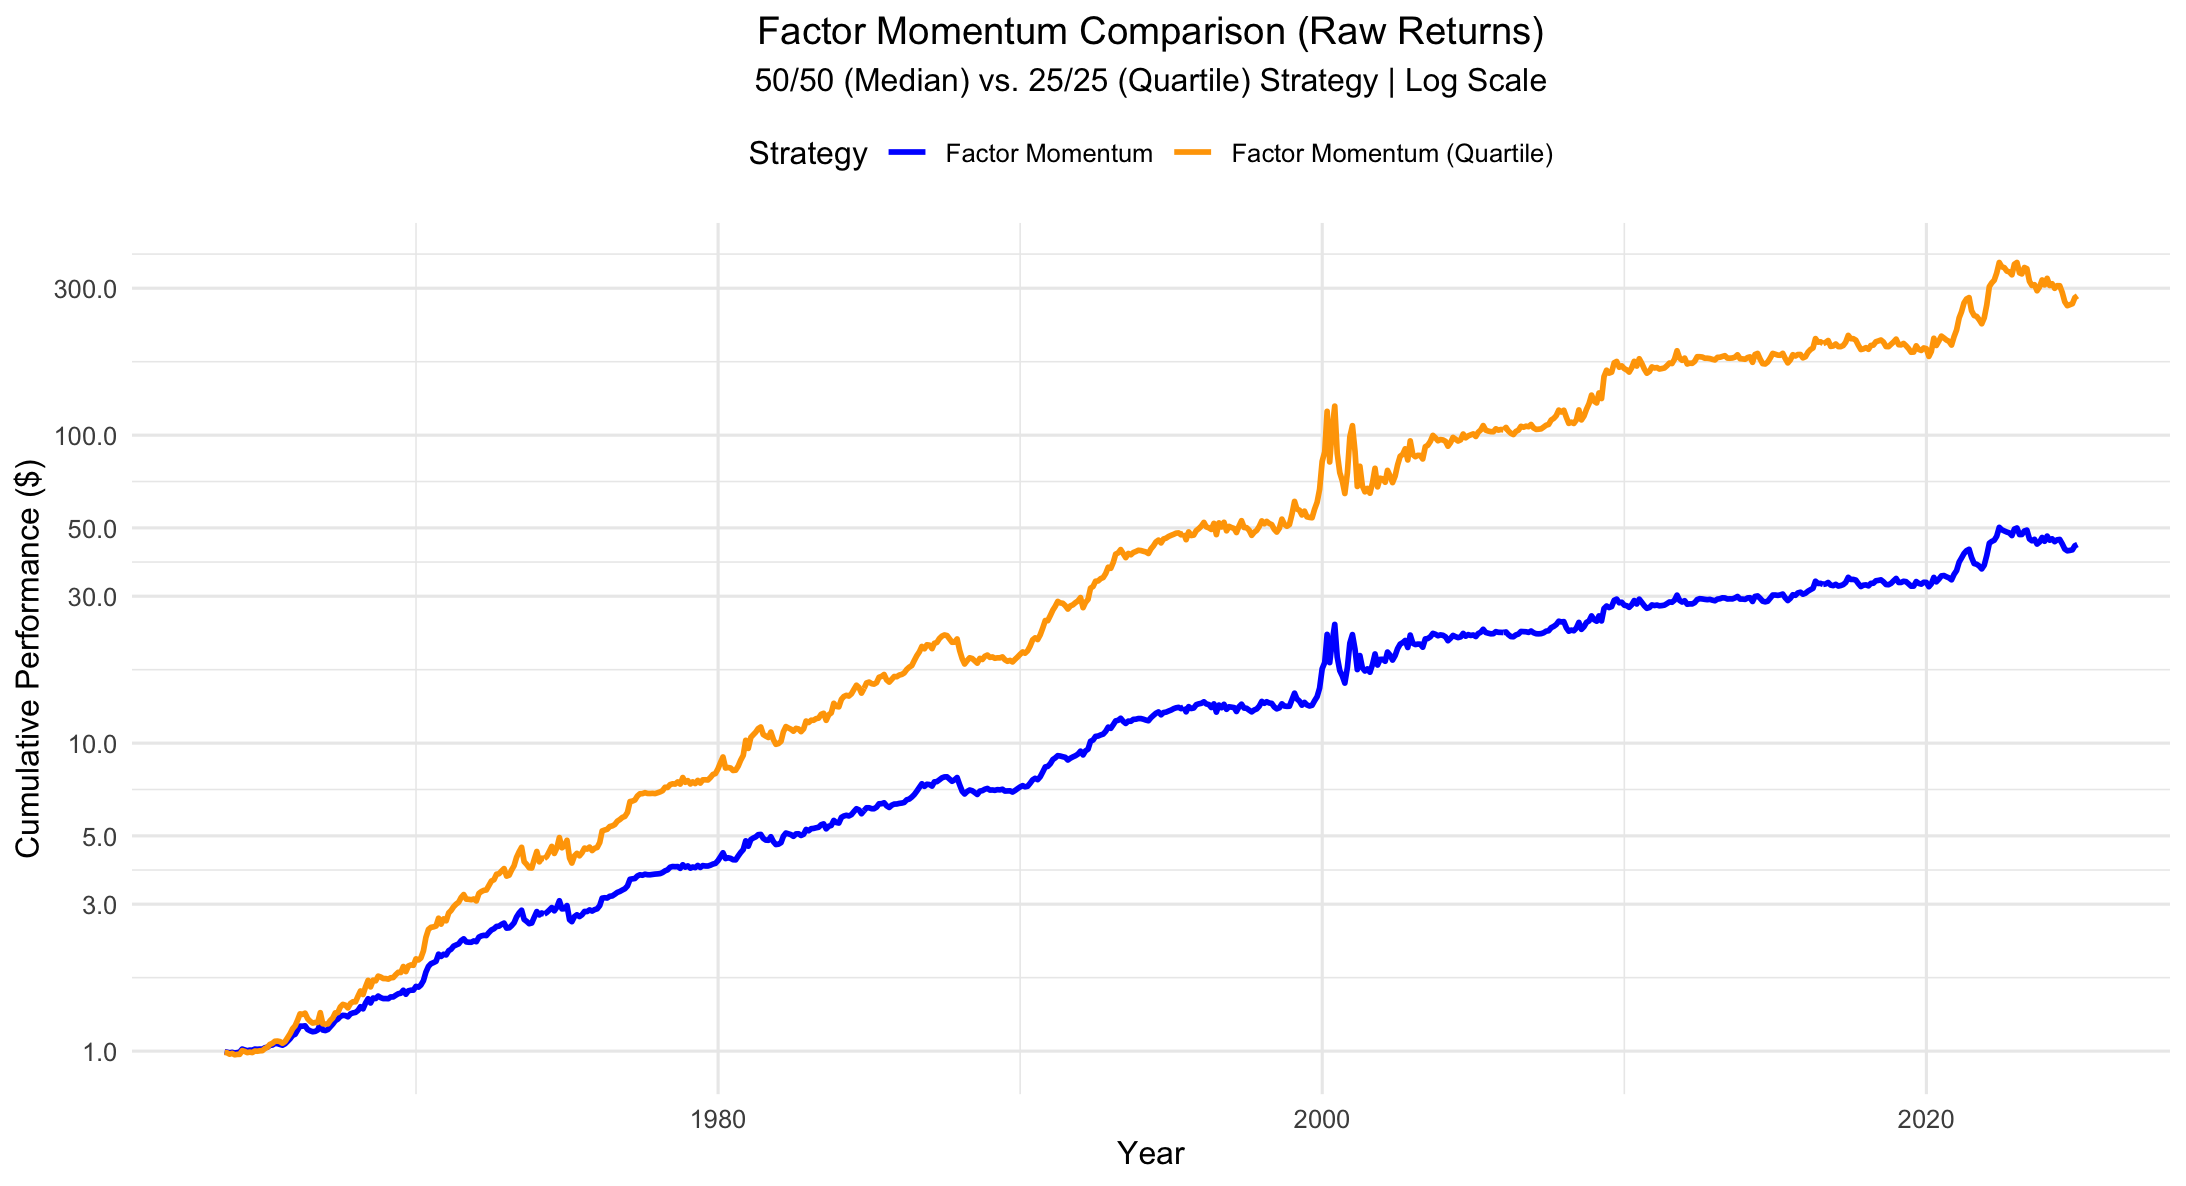 Factor Momentum Comparison (Raw Returns)
50/50 (Median) vs. 25/25 (Quartile) Strategy | Log Scale
Strategy Factor Momentum Factor Momentum (Quartile)
Cumulative Performance ($)
300.0
100.0
50.0
30.0
10.0
5.0
3.0
1.0
1980 2000 2020
Year